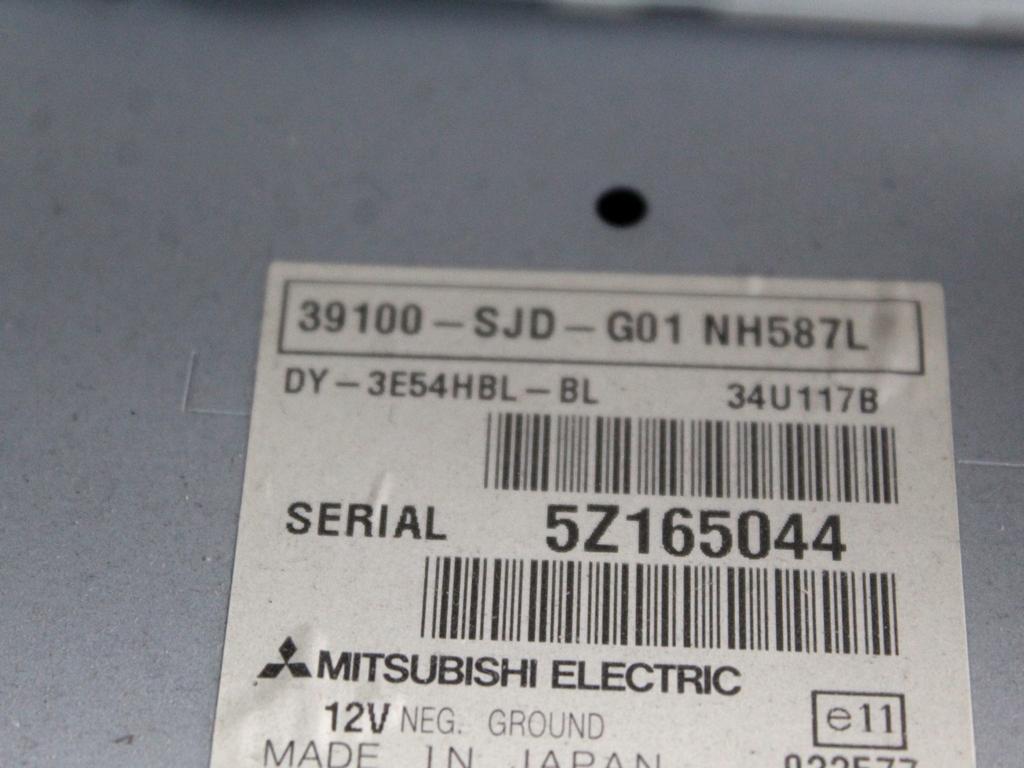 39100-SJD-G01 NH587L
DY-3E54HBL-BL 34U117B
SERIAL 5Z165044
MITSUBISHI ELECTRIC
12V NEG. GROUND e11
MADE IN JAPAN 022577